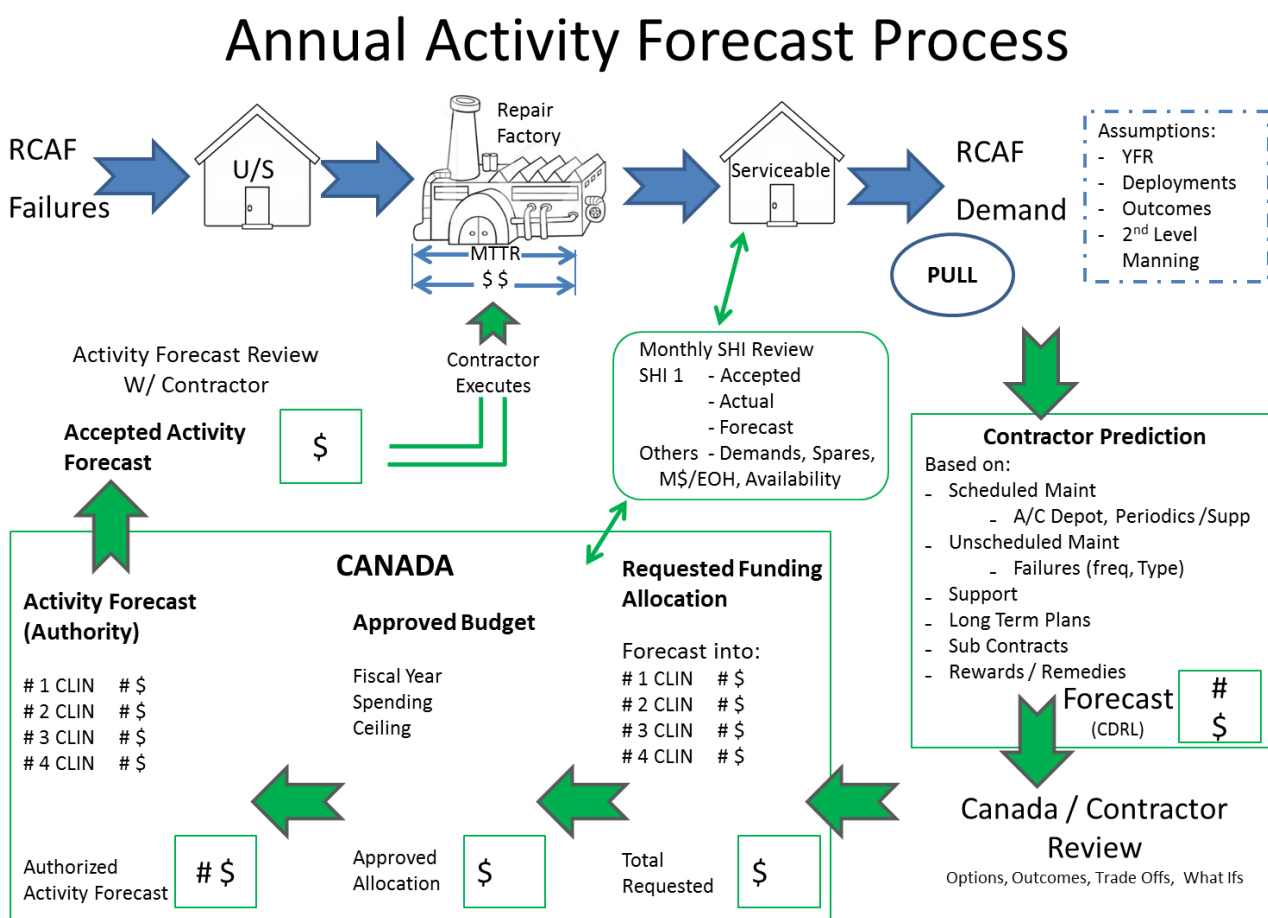 Annual Activity Forecast Process
RCAF
Failures
U/S
Repair
Factory
MTTR
$ $
Serviceable
RCAF
Demand
PULL
Assumptions:
- YFR
- Deployments
- Outcomes
- 2nd Level
Manning
Activity Forecast Review
W/ Contractor
Accepted Activity
Forecast
$
Contractor
Executes
Monthly SHI Review
SHI 1 - Accepted
- Actual
- Forecast
Others - Demands, Spares,
M$/EOH, Availability
Contractor Prediction
Based on:
- Scheduled Maint
- A/C Depot, Periodics /Supp
- Unscheduled Maint
- Failures (freq, Type)
- Support
- Long Term Plans
- Sub Contracts
- Rewards / Remedies
Forecast
(CDRL)
#
$
Canada / Contractor
Review
Options, Outcomes, Trade Offs, What Ifs
CANADA
Requested Funding
Allocation
Forecast into:
# 1 CLIN # $
# 2 CLIN # $
# 3 CLIN # $
# 4 CLIN # $
Total
Requested
$
Approved Budget
Fiscal Year
Spending
Ceiling
Approved
Allocation
$
Activity Forecast
(Authority)
# 1 CLIN # $
# 2 CLIN # $
# 3 CLIN # $
# 4 CLIN # $
Authorized
Activity Forecast
# $